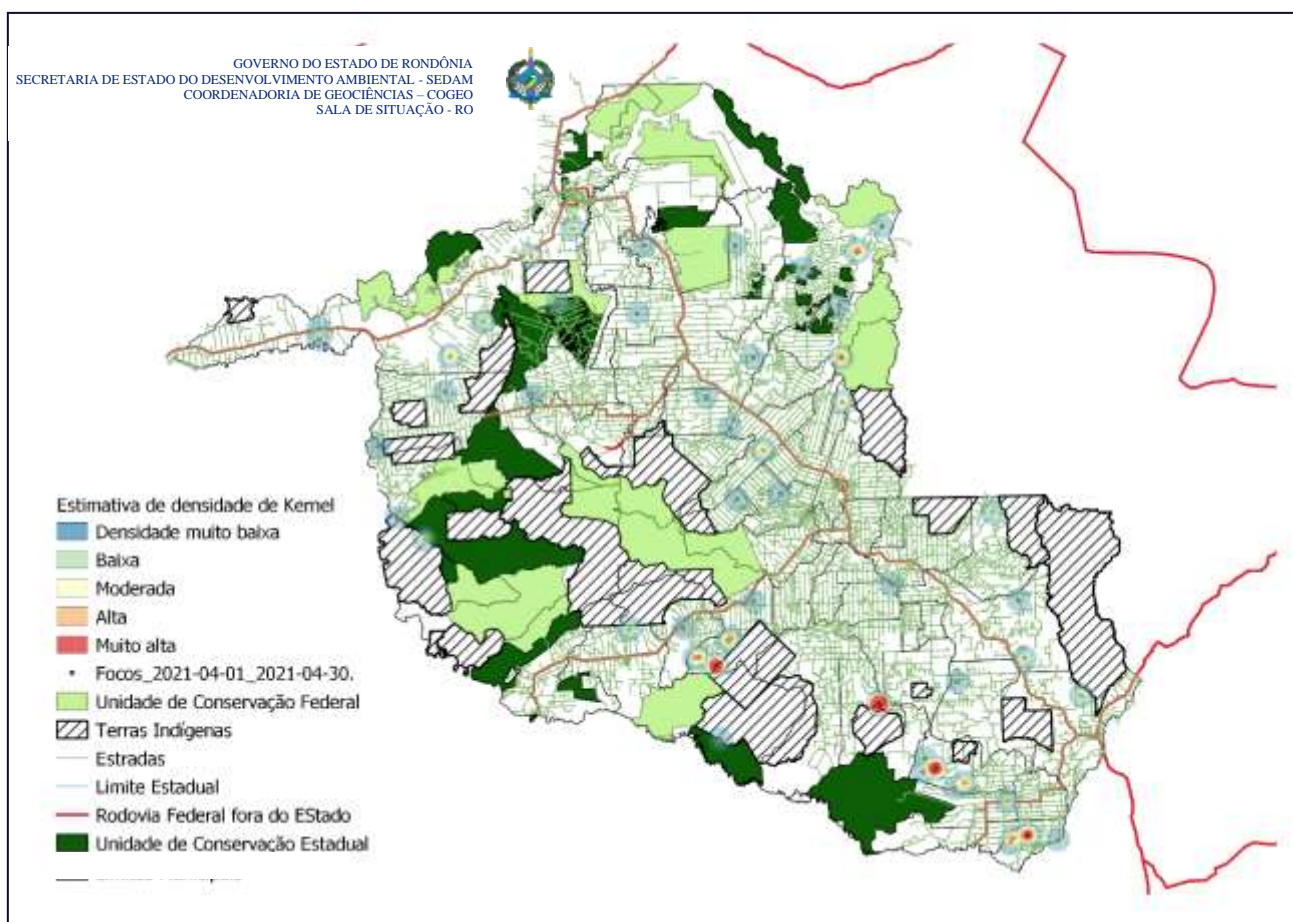 GOVERNO DO ESTADO DE RONDÔNIA
SECRETARIA DE ESTADO DO DESENVOLVIMENTO AMBIENTAL - SEDAM
COORDENADORIA DE GEOCIÊNCIAS – COGEO
SALA DE SITUAÇÃO - RO
Estimativa de densidade de Kernel
Densidade muito baixa
Baixa
Moderada
Alta
Muito alta
Focos_2021-04-01_2021-04-30.
Unidade de Conservação Federal
Terras Indígenas
Estradas
Limite Estadual
Rodovia Federal fora do EStado
Unidade de Conservação Estadual